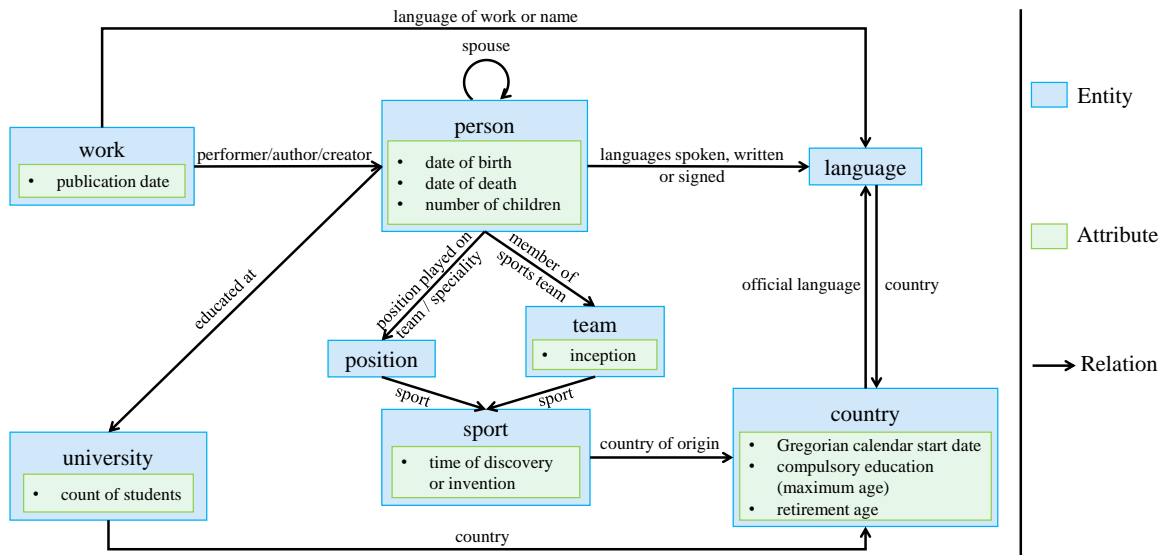 language of work or name
spouse
person
• date of birth
• date of death
• number of children
work
• publication date
performer/author/creator
languages spoken, written
or signed
language
Entity
Attribute
Relation
educated at
position played on
team / speciality
member of
sports team
official language
country
position
team
• inception
sport
sport
sport
• time of discovery
or invention
country of origin
country
• Gregorian calendar start date
• compulsory education
(maximum age)
• retirement age
university
• count of students
country